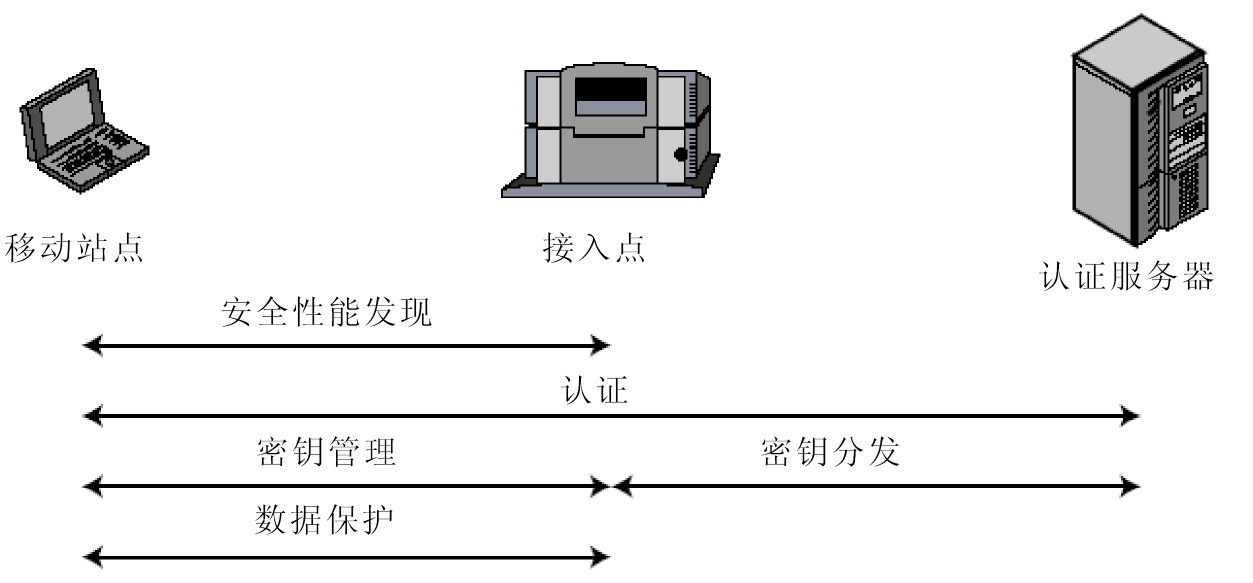 移动站点
接入点
认证服务器
安全性能发现
认证
密钥管理
密钥分发
数据保护